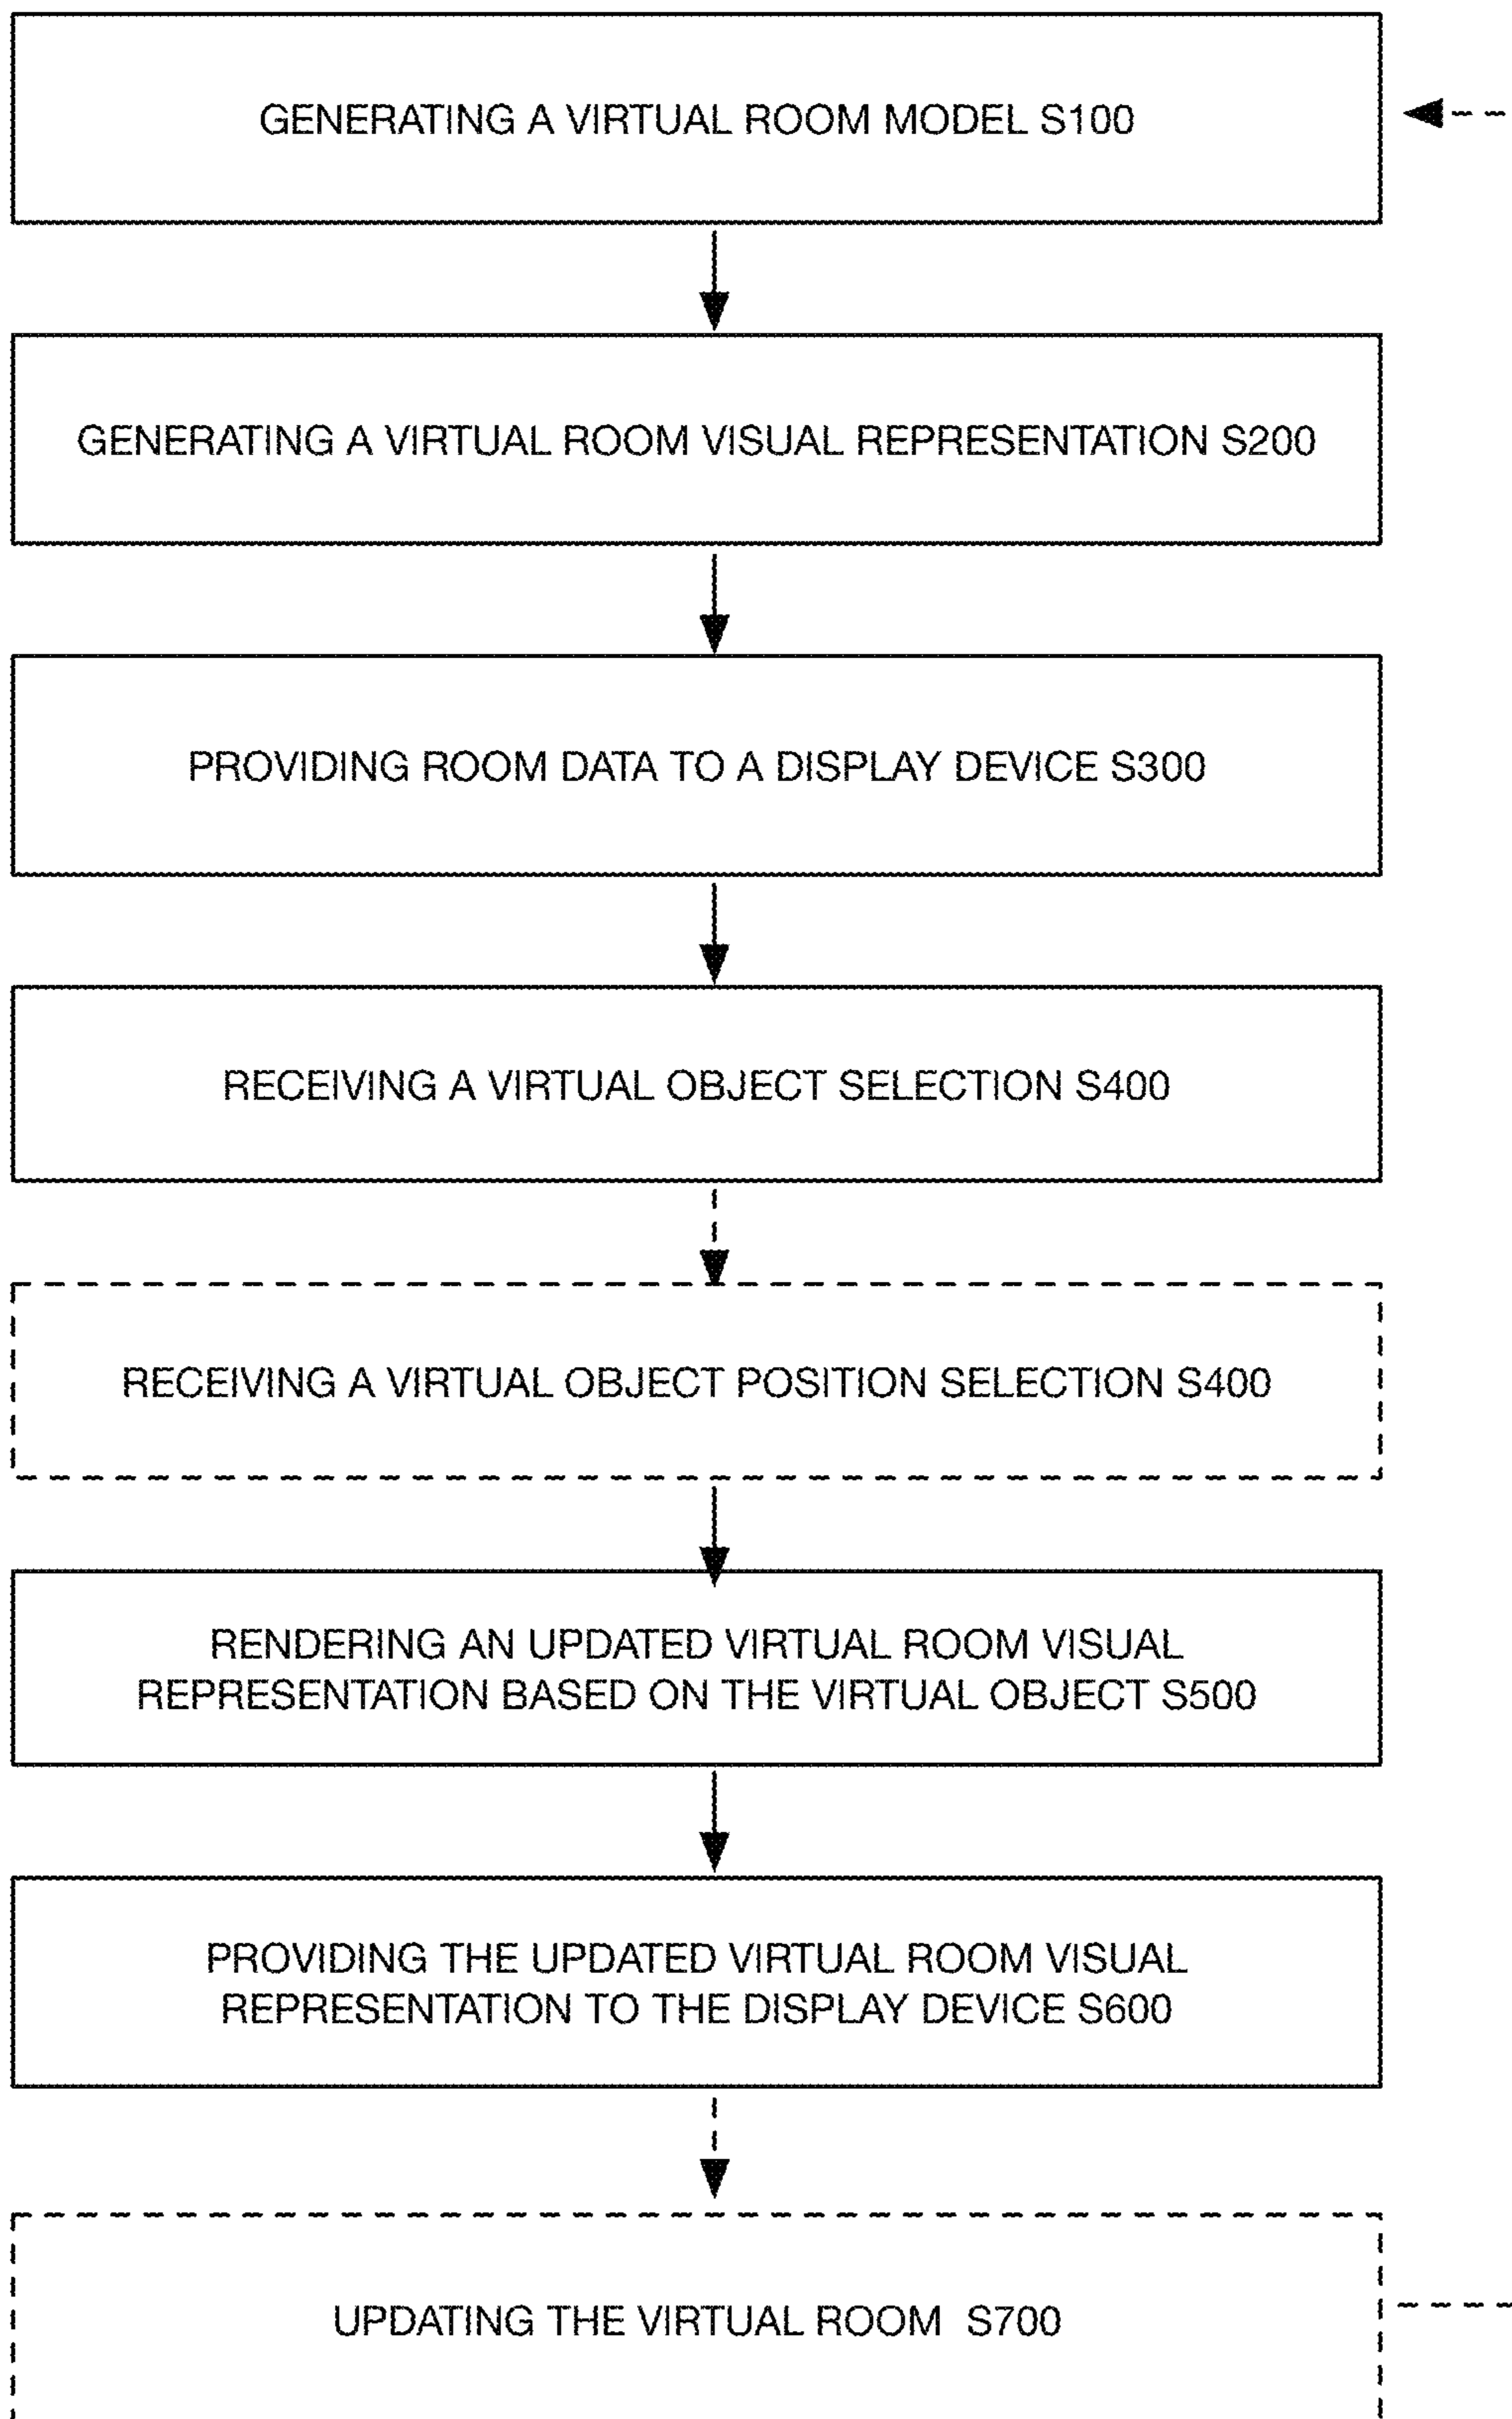 GENERATING A VIRTUAL ROOM MODEL S100
GENERATING A VIRTUAL ROOM VISUAL REPRESENTATION S200
PROVIDING ROOM DATA TO A DISPLAY DEVICE S300
RECEIVING A VIRTUAL OBJECT SELECTION S400
RECEIVING A VIRTUAL OBJECT POSITION SELECTION S400
RENDERING AN UPDATED VIRTUAL ROOM VISUAL
REPRESENTATION BASED ON THE VIRTUAL OBJECT S500
PROVIDING THE UPDATED VIRTUAL ROOM VISUAL
REPRESENTATION TO THE DISPLAY DEVICE S600
UPDATING THE VIRTUAL ROOM S700